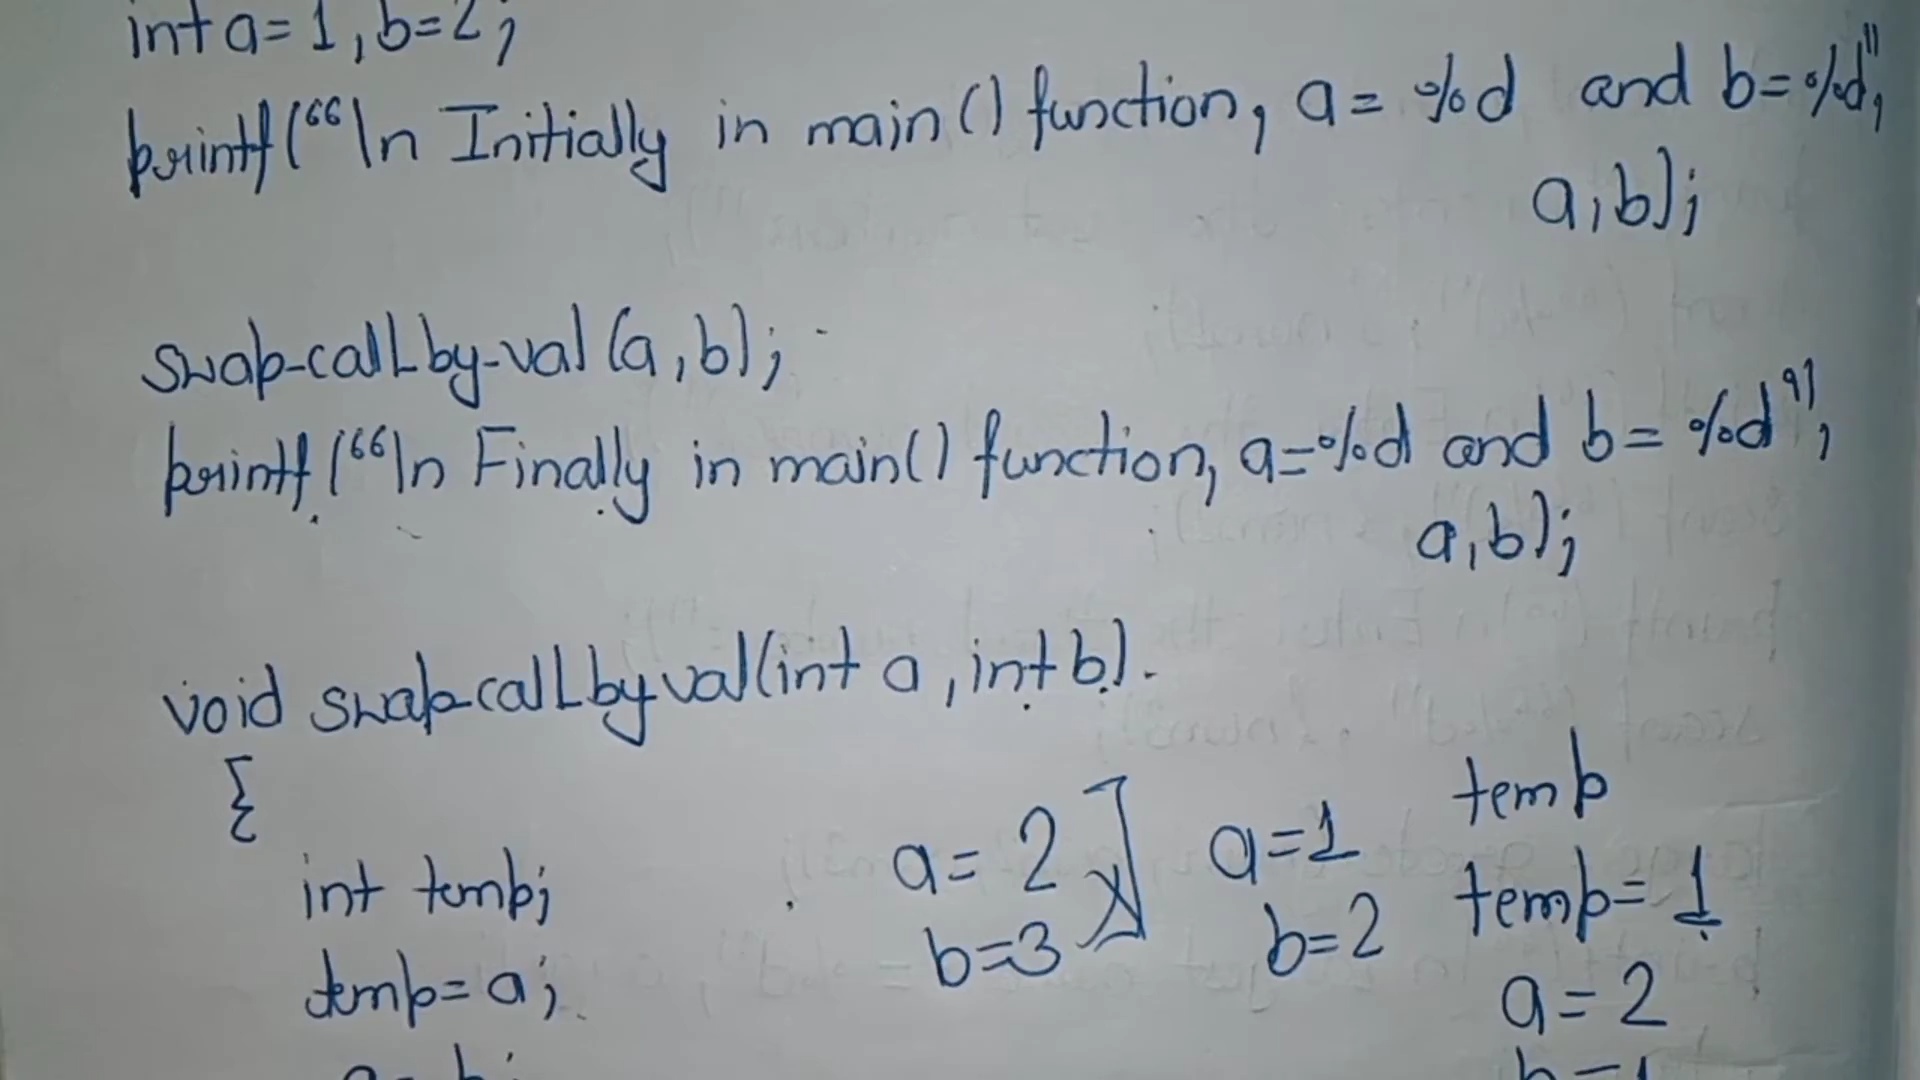 int a=1, b=2;
printf("\n Initially in main() function, a= %d and b=%d",
a,b);
swap-call-by-val (a,b);
printf("\n Finally in main() function, a=%d and b= %d",
a,b);
void swap-call-by-val(int a, int b).
{
int temp;
temp=a;
a=b;
a= 2
b=3
a=1
b=2
temp
temp=1
a=2
b=1